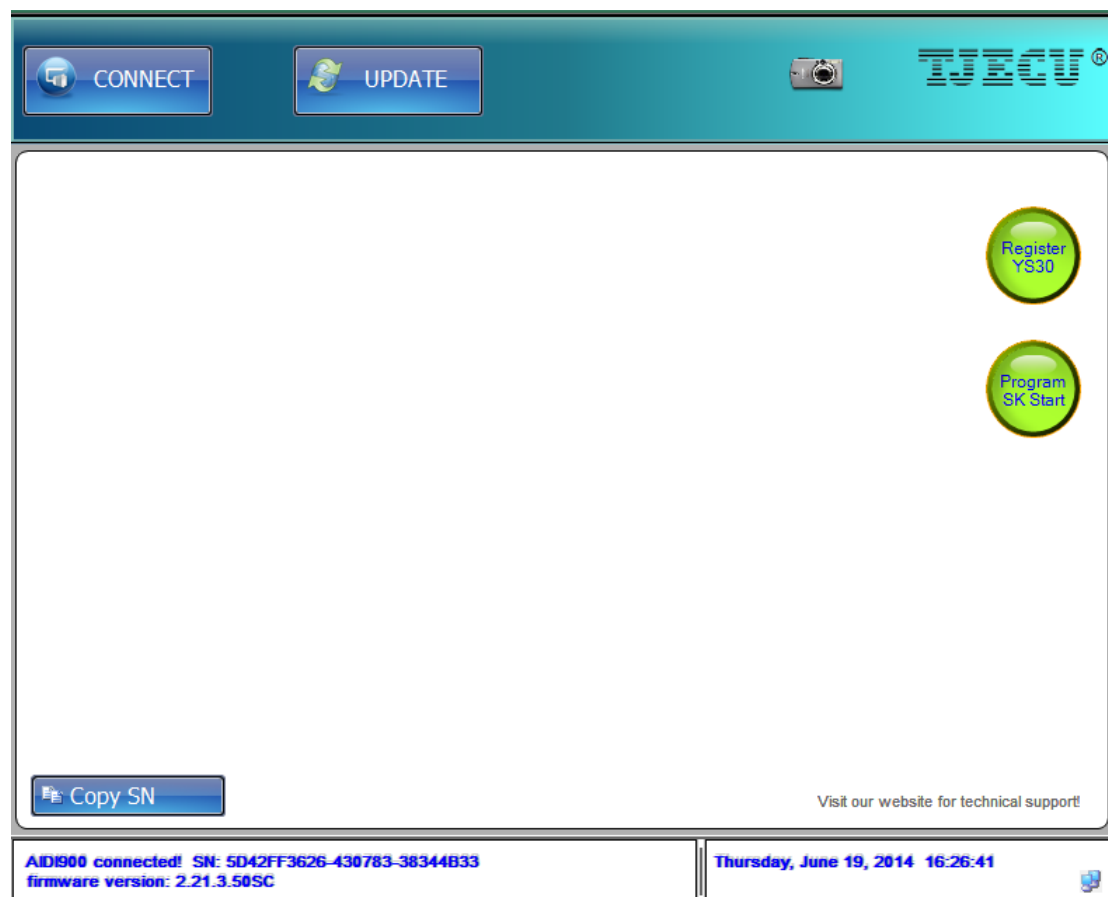 CONNECT
UPDATE
TJECU®
Register
YS30
Program
SK Start
Copy SN
Visit our website for technical support!
AIDI900 connected! SN: 5D42FF3626-430783-38344B33
firmware version: 2.21.3.50SC
Thursday, June 19, 2014 16:26:41